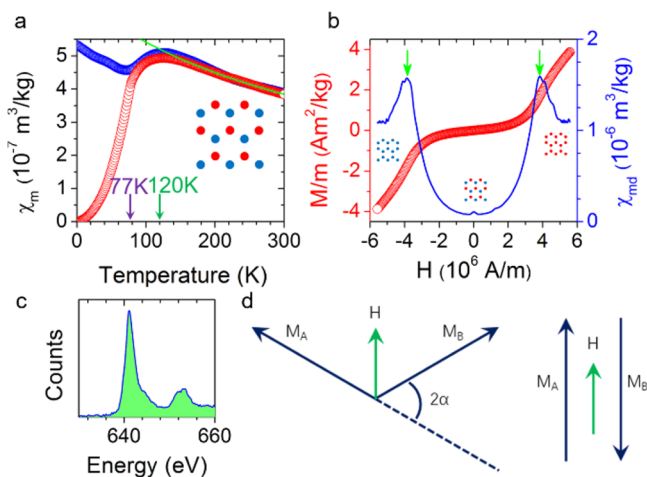 a
χm (10-7 m3/kg)
5
4
3
2
1
0
77K
120K
0
100
200
300
Temperature (K)
b
M/m (Am2/kg)
4
2
0
-2
-4
-6
-4
-2
0
2
4
6
H (106 A/m)
2
1
0
χmd (10-6 m3/kg)
c
Counts
640
660
Energy (eV)
d
MA
H
MB
2α
MA
H
MB